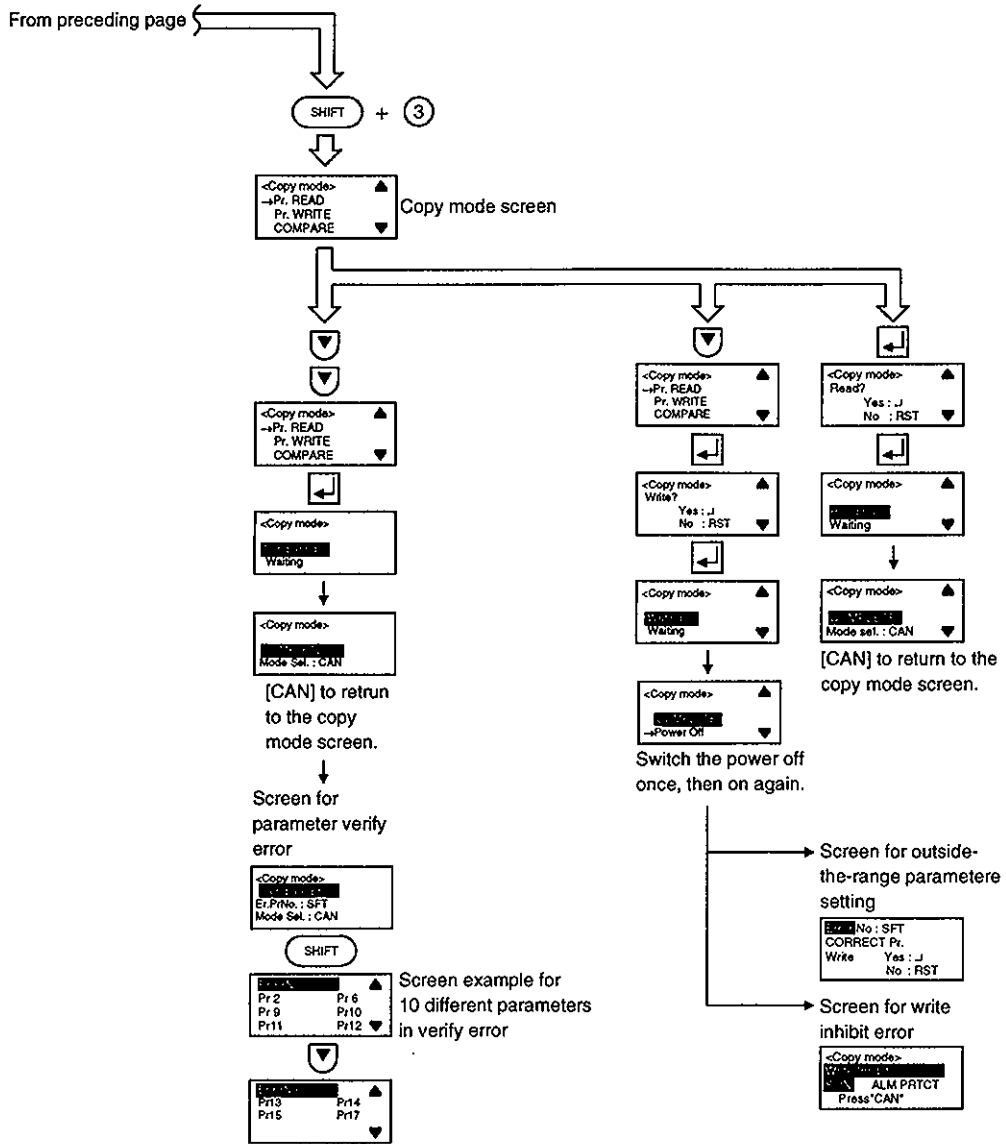 From preceding page
SHIFT + 3
<Copy mode>
→Pr. READ
Pr. WRITE
COMPARE
Copy mode screen
<Copy mode>
→Pr. READ
Pr. WRITE
COMPARE
<Copy mode>
Waiting
<Copy mode>
Mode Sel. : CAN
[CAN] to retrun
to the copy
mode screen.
Screen for
parameter verify
error
<Copy mode>
Er.PrNo. : SFT
Mode Sel. : CAN
SHIFT
Pr 2 Pr 6
Pr 9 Pr10
Pr11 Pr12
Screen example for
10 different parameters
in verify error
Pr13 Pr14
Pr15 Pr17
<Copy mode>
→Pr. READ
Pr. WRITE
COMPARE
<Copy mode>
Write?
Yes : ┘
No : RST
<Copy mode>
Waiting
<Copy mode>
→Power Off
Switch the power off
once, then on again.
<Copy mode>
Read?
Yes : ┘
No : RST
<Copy mode>
Waiting
<Copy mode>
Mode sel. : CAN
[CAN] to return to the
copy mode screen.
Screen for outside-
the-range parametere
setting
No : SFT
CORRECT Pr.
Write Yes : ┘
No : RST
Screen for write
inhibit error
<Copy mode>
ALM PRTCT
Press"CAN"